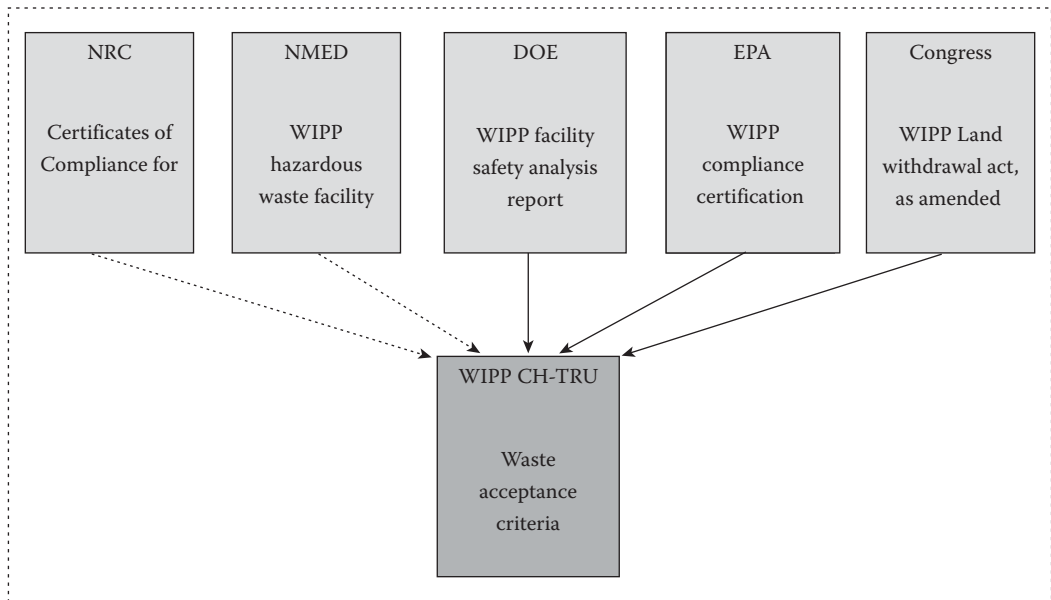 NRC
Certificates of
Compliance for
NMED
WIPP
hazardous
waste facility
DOE
WIPP facility
safety analysis
report
EPA
WIPP
compliance
certification
Congress
WIPP Land
withdrawal act,
as amended
WIPP CH-TRU
Waste
acceptance
criteria